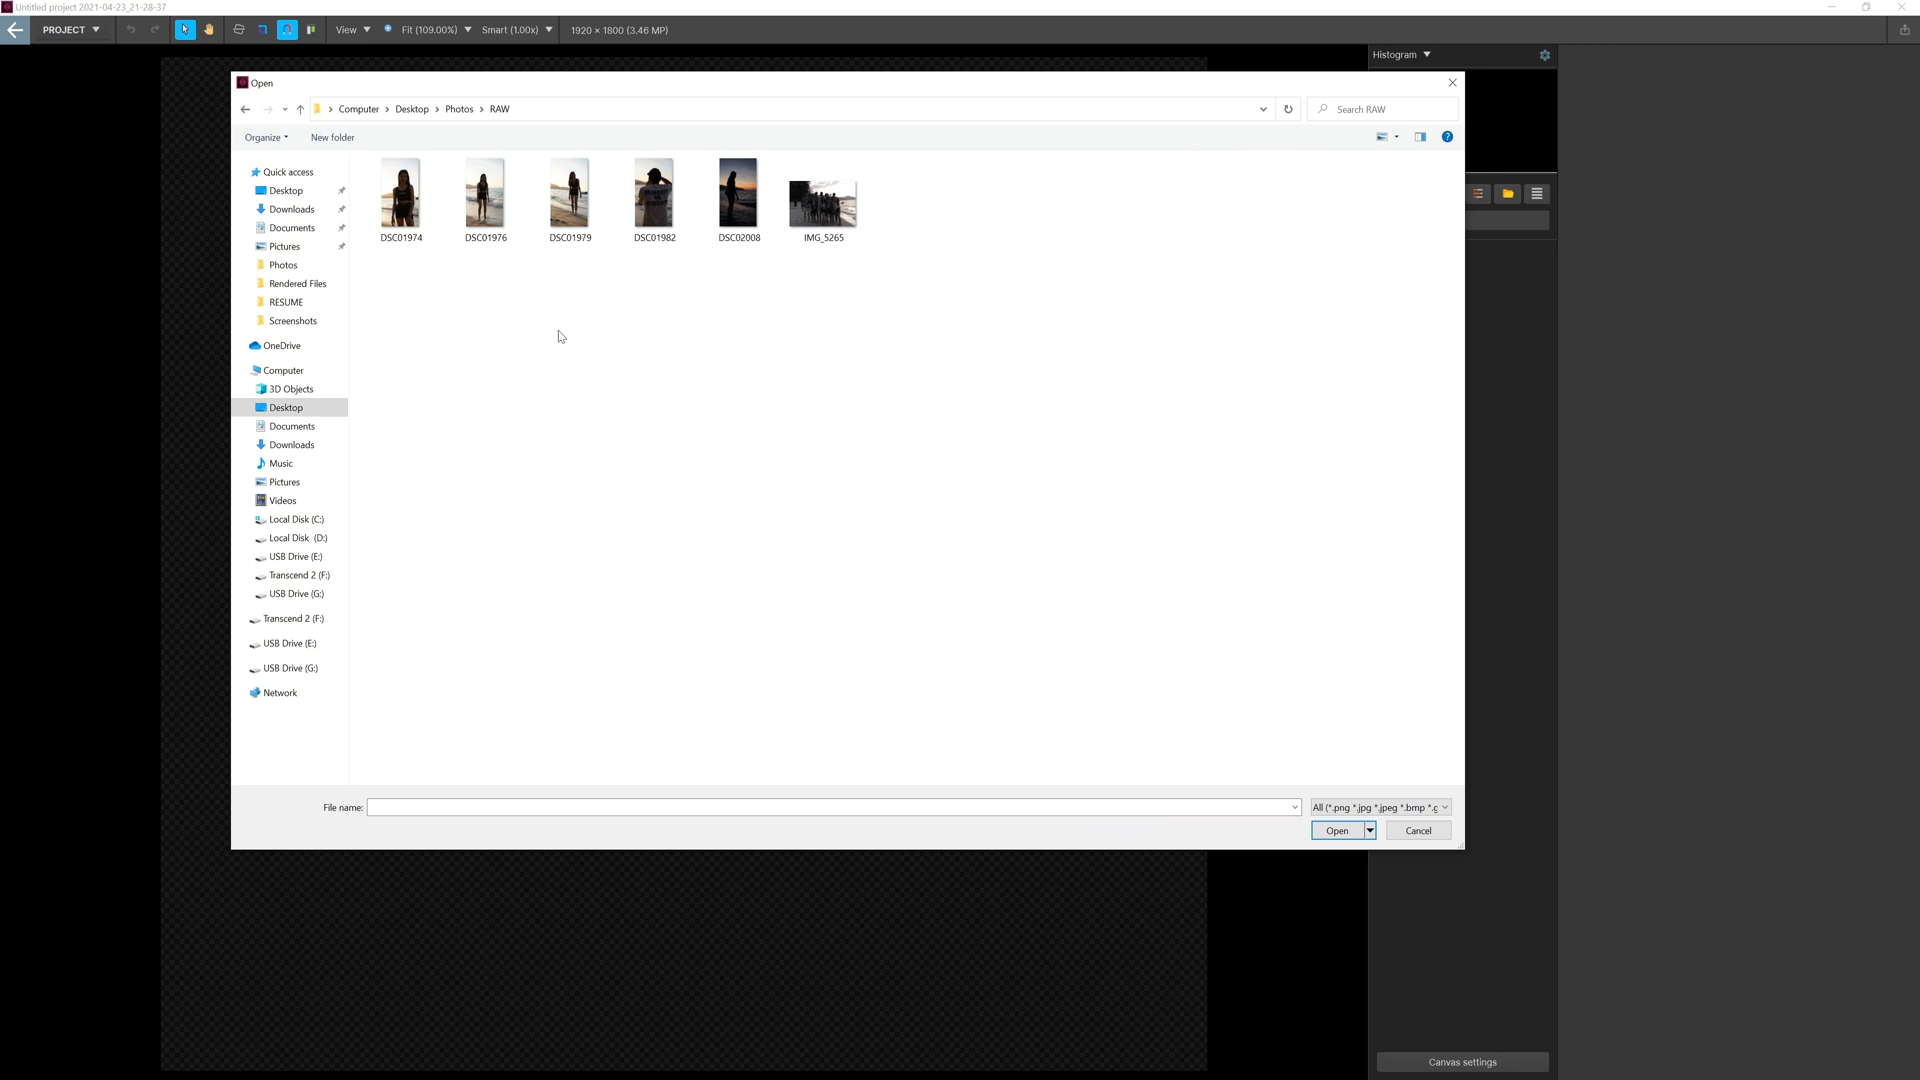 Untitled project 2021-04-23_21-28-37
PROJECT
View
Fit (109.00%)
Smart (1.00x)
1920 × 1800 (3.46 MP)
Histogram
Open
Computer
Desktop
Photos
RAW
Search RAW
Organize
New folder
Quick access
Desktop
Downloads
Documents
Pictures
Photos
Rendered Files
RESUME
Screenshots
OneDrive
Computer
3D Objects
Desktop
Documents
Downloads
Music
Pictures
Videos
Local Disk (C:)
Local Disk (D:)
USB Drive (E:)
Transcend 2 (F:)
USB Drive (G:)
Transcend 2 (F:)
USB Drive (E:)
USB Drive (G:)
Network
DSC01974
DSC01976
DSC01979
DSC01982
DSC02008
IMG_5265
File name:
All (*.png *.jpg *.jpeg *.bmp *.g
Open
Cancel
Canvas settings